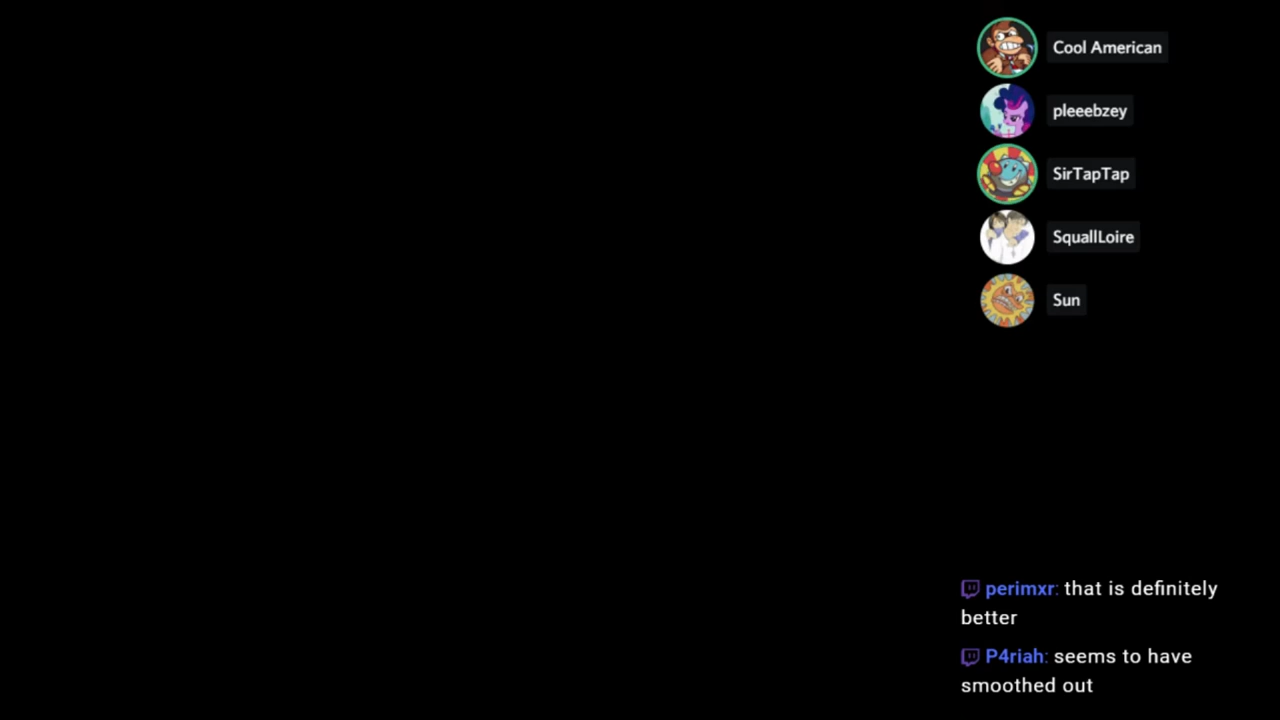 Cool American
pleeebzey
SirTapTap
SquallLoire
Sun
perimxr: that is definitely
better
P4riah: seems to have
smoothed out